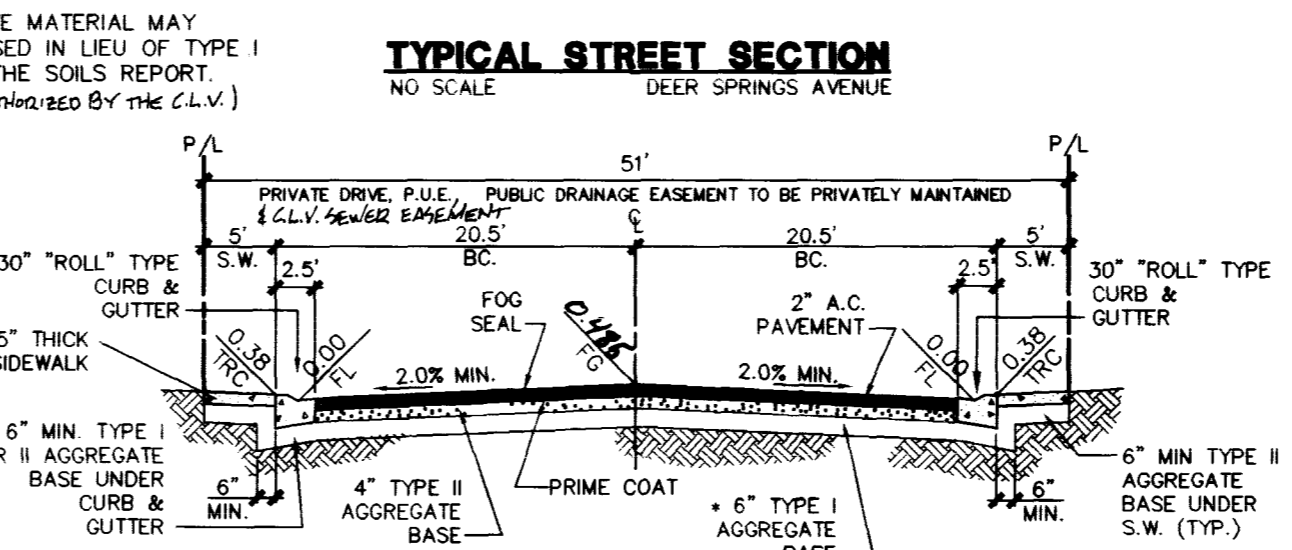 E MATERIAL MAY
SED IN LIEU OF TYPE I
THE SOILS REPORT.
HORIZED BY THE C.L.V.)
TYPICAL STREET SECTION
NO SCALE DEER SPRINGS AVENUE
P/L
P/L
51'
PRIVATE DRIVE, P.U.E., PUBLIC DRAINAGE EASEMENT TO BE PRIVATELY MAINTAINED
& C.L.V. SEWER EASEMENT
℄
5'
S.W.
20.5'
BC.
20.5'
BC.
5'
S.W.
2.5'
2.5'
30" "ROLL" TYPE
CURB &
GUTTER
FOG
SEAL
2" A.C.
PAVEMENT
30" "ROLL" TYPE
CURB &
GUTTER
5" THICK
SIDEWALK
0.38
TRC
0.00
FL
0.485
FG
0.00
FL
0.38
TRC
2.0% MIN.
2.0% MIN.
6" MIN. TYPE I
R II AGGREGATE
BASE UNDER
CURB &
GUTTER
6"
MIN.
4" TYPE II
AGGREGATE
BASE
PRIME COAT
* 6" TYPE I
AGGREGATE
BASE
6"
MIN.
6" MIN TYPE II
AGGREGATE
BASE UNDER
S.W. (TYP.)